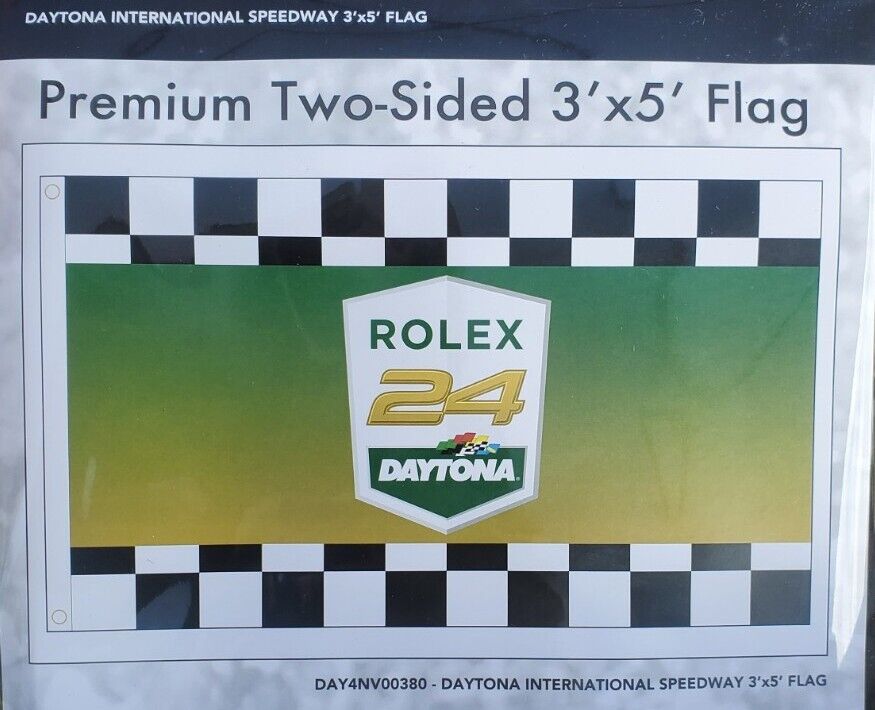 DAYTONA INTERNATIONAL SPEEDWAY 3'x5' FLAG
Premium Two-Sided 3'x5' Flag
ROLEX
24
DAYTONA®
DAY4NV00380 - DAYTONA INTERNATIONAL SPEEDWAY 3'x5' FLAG